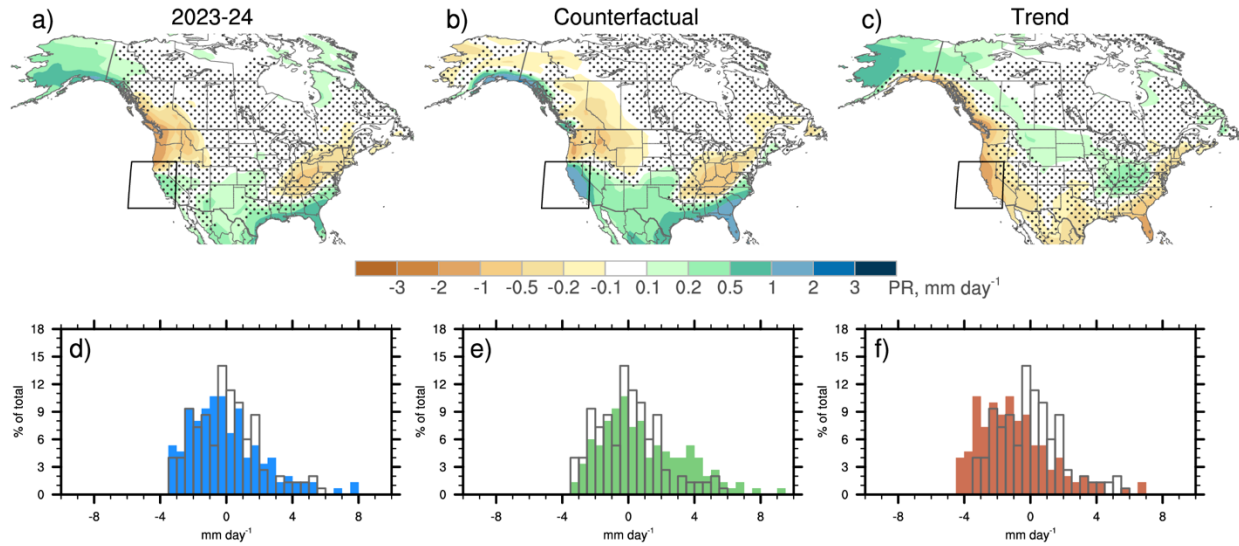 a) 2023-24
b) Counterfactual
c) Trend
-3 -2 -1 -0.5 -0.2 -0.1 0.1 0.2 0.5 1 2 3 PR, mm day-1
d)
18
15
12
9
6
3
0
% of total
-8 -4 0 4 8
mm day-1
e)
18
15
12
9
6
3
0
% of total
-8 -4 0 4 8
mm day-1
f)
18
15
12
9
6
3
0
% of total
-8 -4 0 4 8
mm day-1